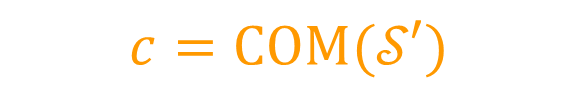 𝑐 = COM(𝒮′)